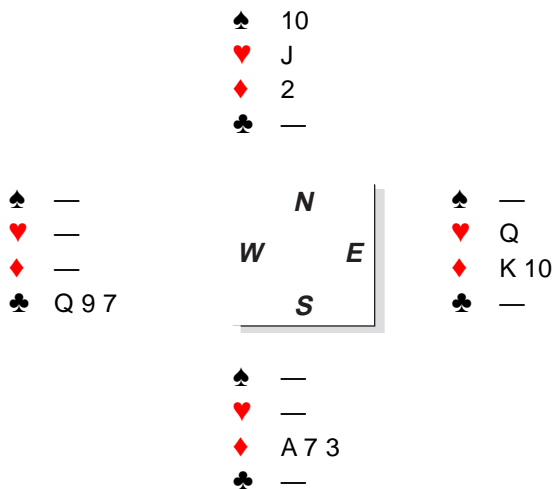 ♠ 10
♥ J
♦ 2
♣ —
♠ —
♥ —
♦ —
♣ Q 9 7
N
W E
S
♠ —
♥ Q
♦ K 10
♣ —
♠ —
♥ —
♦ A 7 3
♣ —